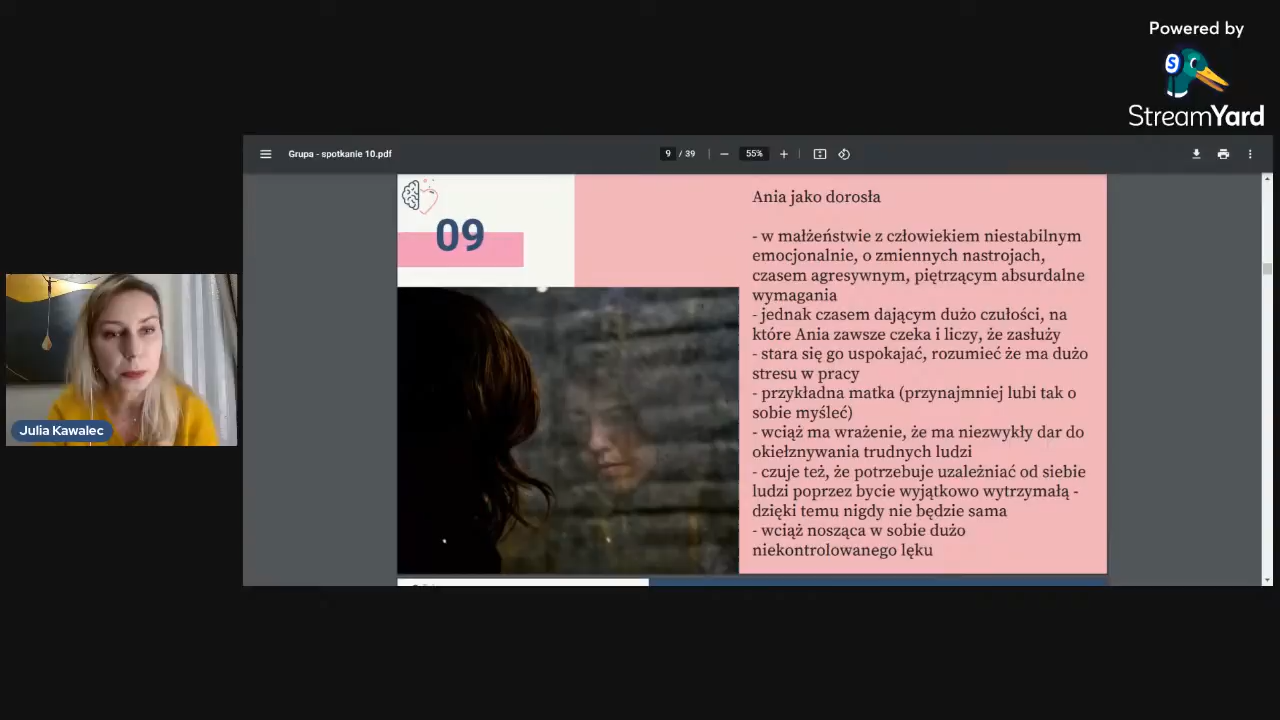 Powered by
StreamYard
Grupa - spotkanie 10.pdf
9 / 39
55%
09
Ania jako dorosła
- w małżeństwie z człowiekiem niestabilnym
emocjonalnie, o zmiennych nastrojach,
czasem agresywnym, piętrzącym absurdalne
wymagania
- jednak czasem dającym dużo czułości, na
które Ania zawsze czeka i liczy, że zasłuży
- stara się go uspokajać, rozumieć że ma dużo
stresu w pracy
- przykładna matka (przynajmniej lubi tak o
sobie myśleć)
- wciąż ma wrażenie, że ma niezwykły dar do
okiełznywania trudnych ludzi
- czuje też, że potrzebuje uzależniać od siebie
ludzi poprzez bycie wyjątkowo wytrzymałą -
dzięki temu nigdy nie będzie sama
- wciąż nosząca w sobie dużo
niekontrolowanego lęku
Julia Kawalec